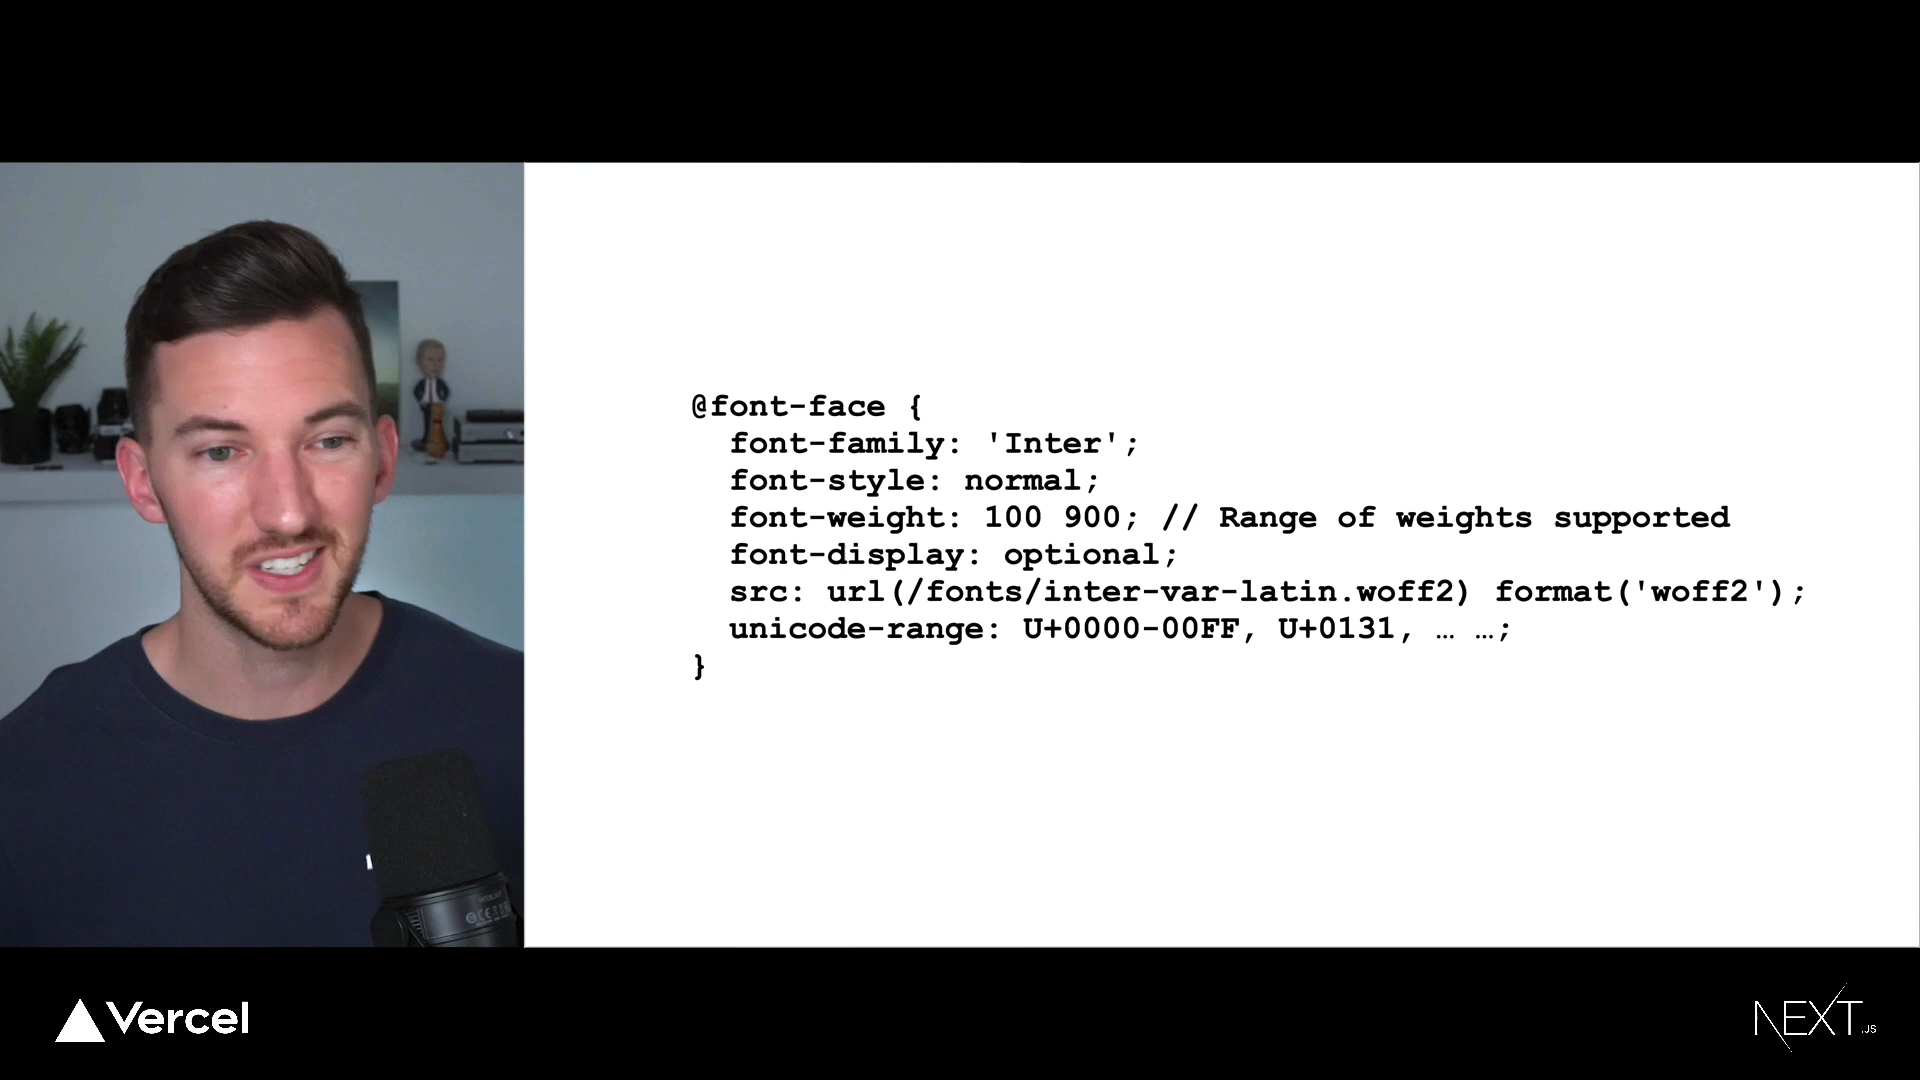 @font-face {
font-family: 'Inter';
font-style: normal;
font-weight: 100 900; // Range of weights supported
font-display: optional;
src: url(/fonts/inter-var-latin.woff2) format('woff2');
unicode-range: U+0000-00FF, U+0131, … …;
}
Vercel
NEXT.JS